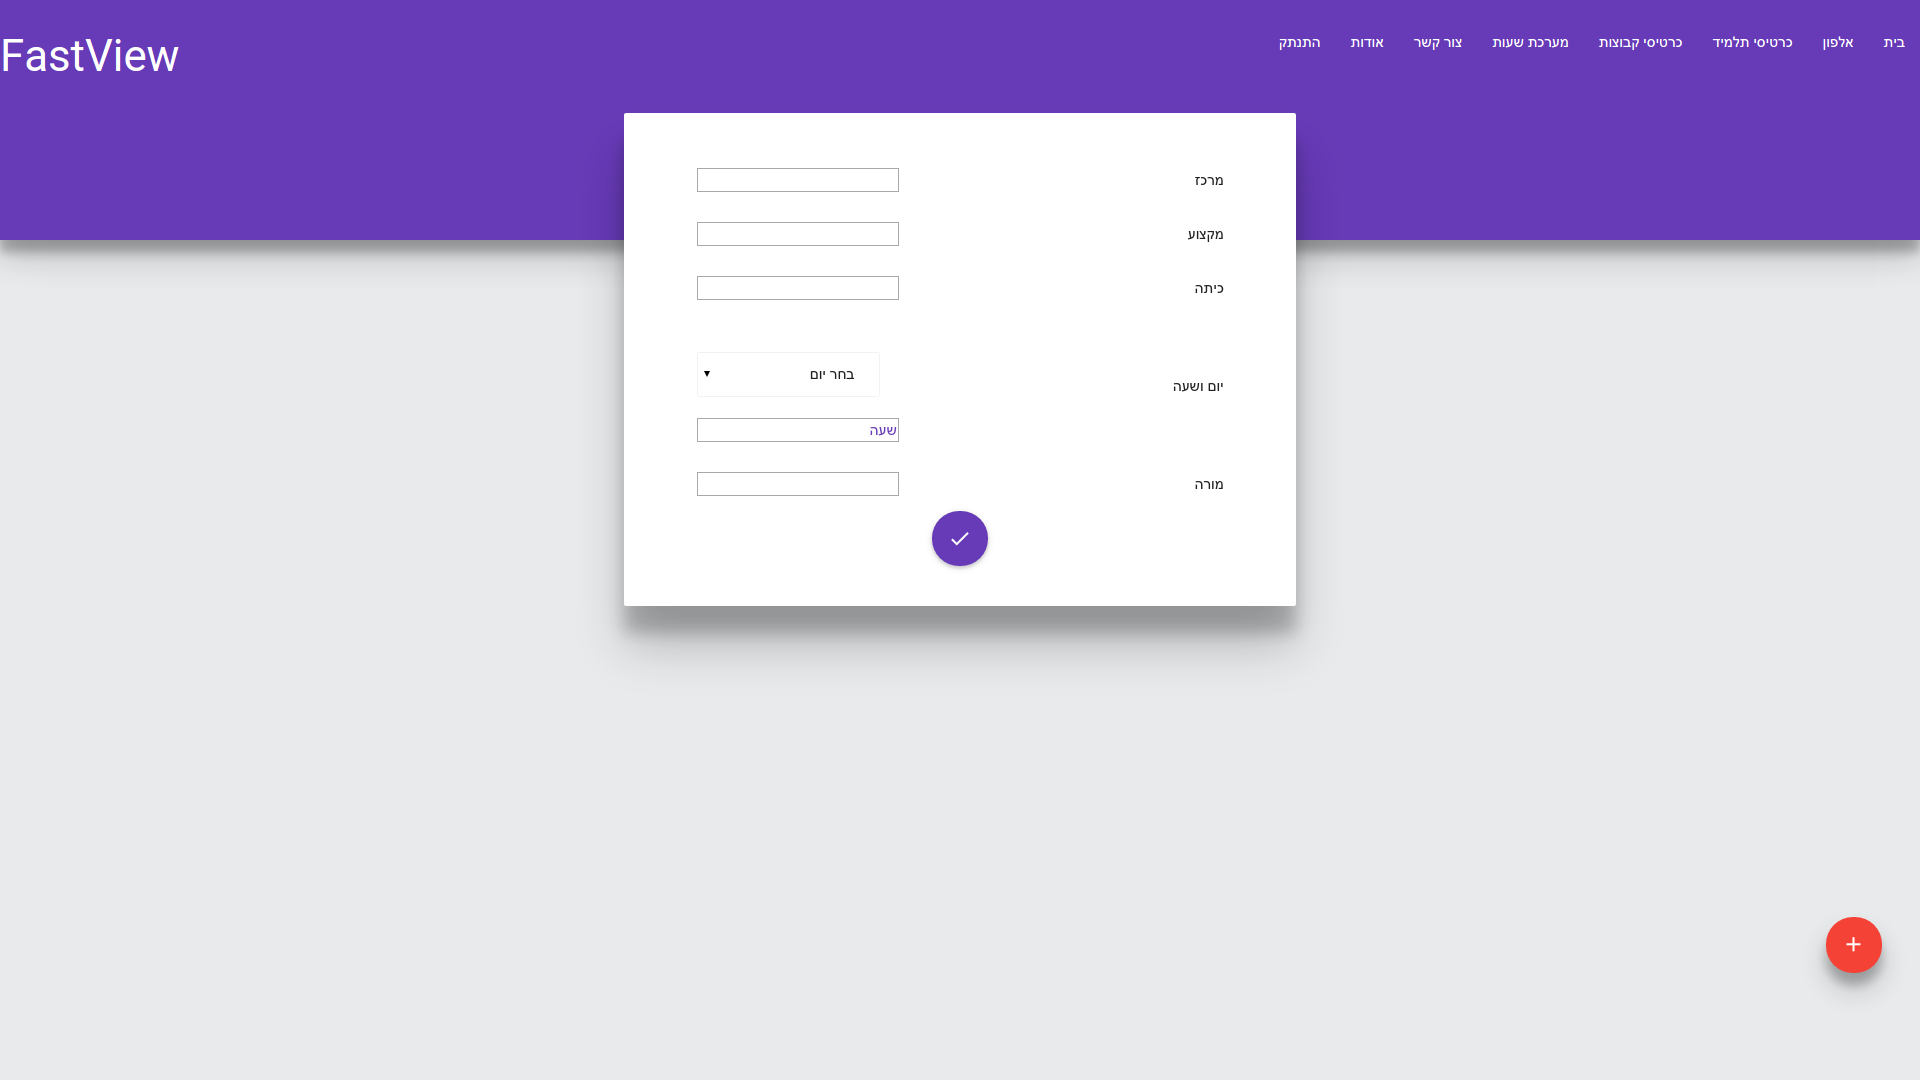 FastView
בית
אלפון
כרטיסי תלמיד
כרטיסי קבוצות
מערכת שעות
צור קשר
אודות
התנתק
מרכז
מקצוע
כיתה
יום ושעה
בחר יום
שעה
מורה